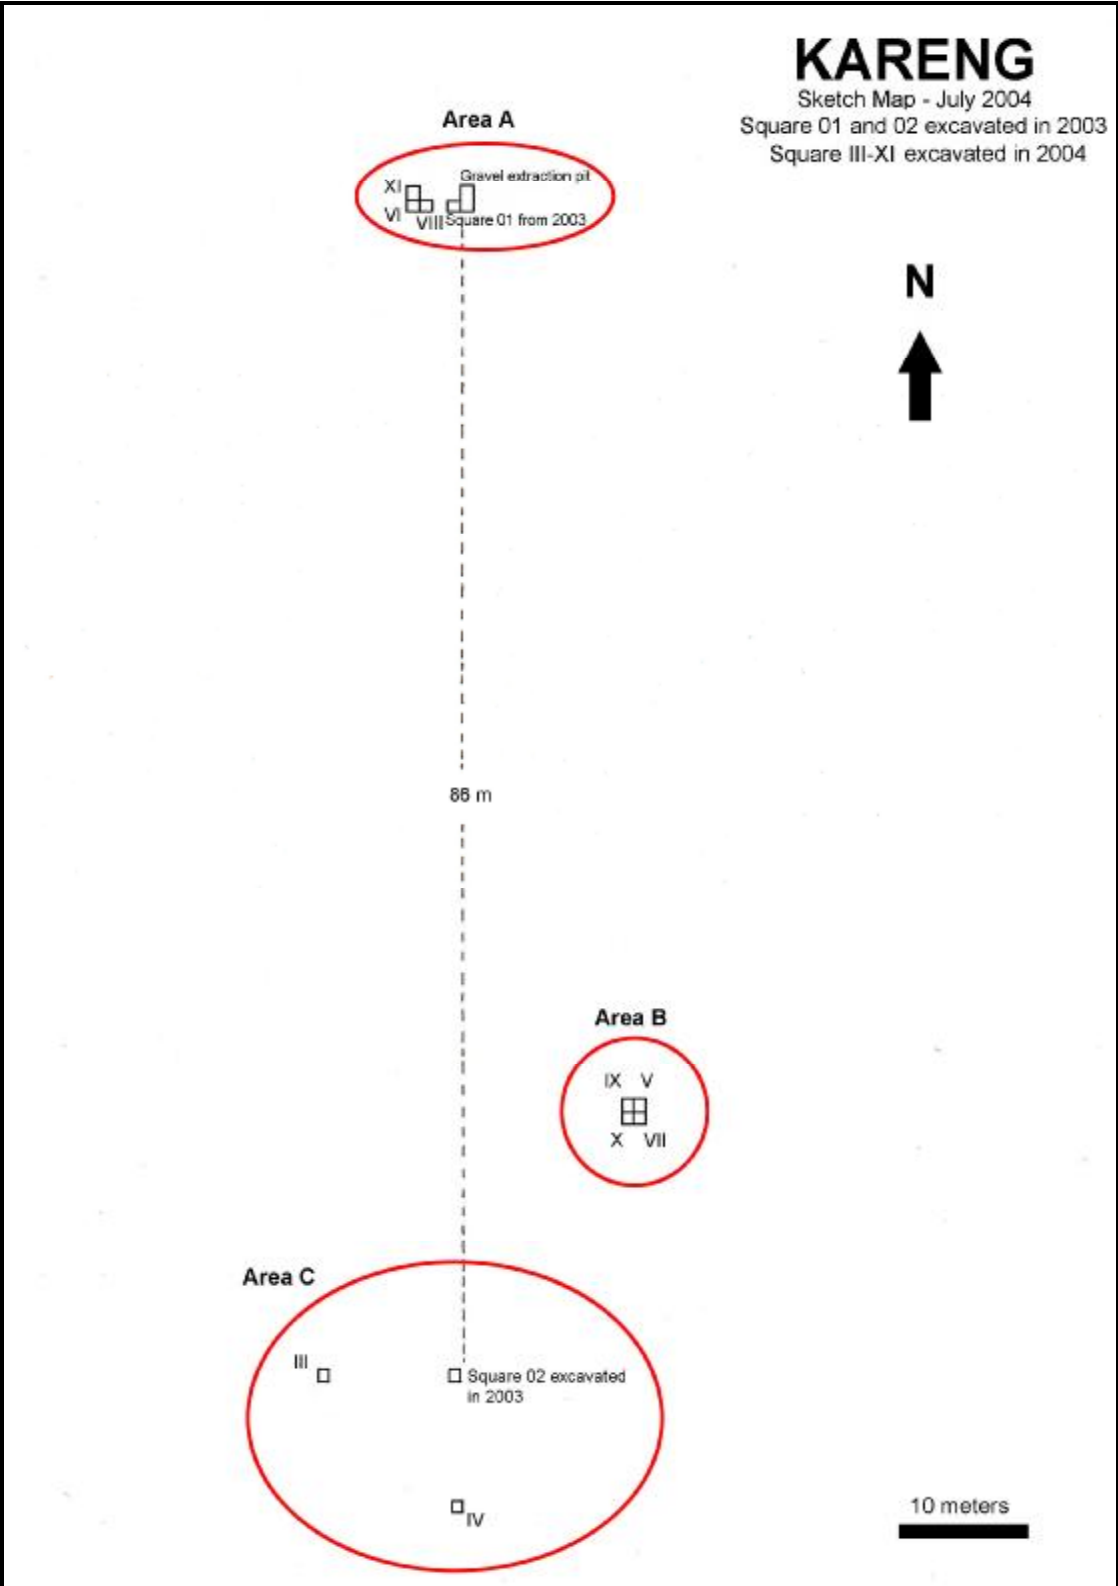 KARENG
Sketch Map - July 2004
Square 01 and 02 excavated in 2003
Square III-XI excavated in 2004
Area A
Gravel extraction pit
XI
VI
VIII
Square 01 from 2003
N
86 m
Area B
IX V
X VII
Area C
III
Square 02 excavated
in 2003
IV
10 meters